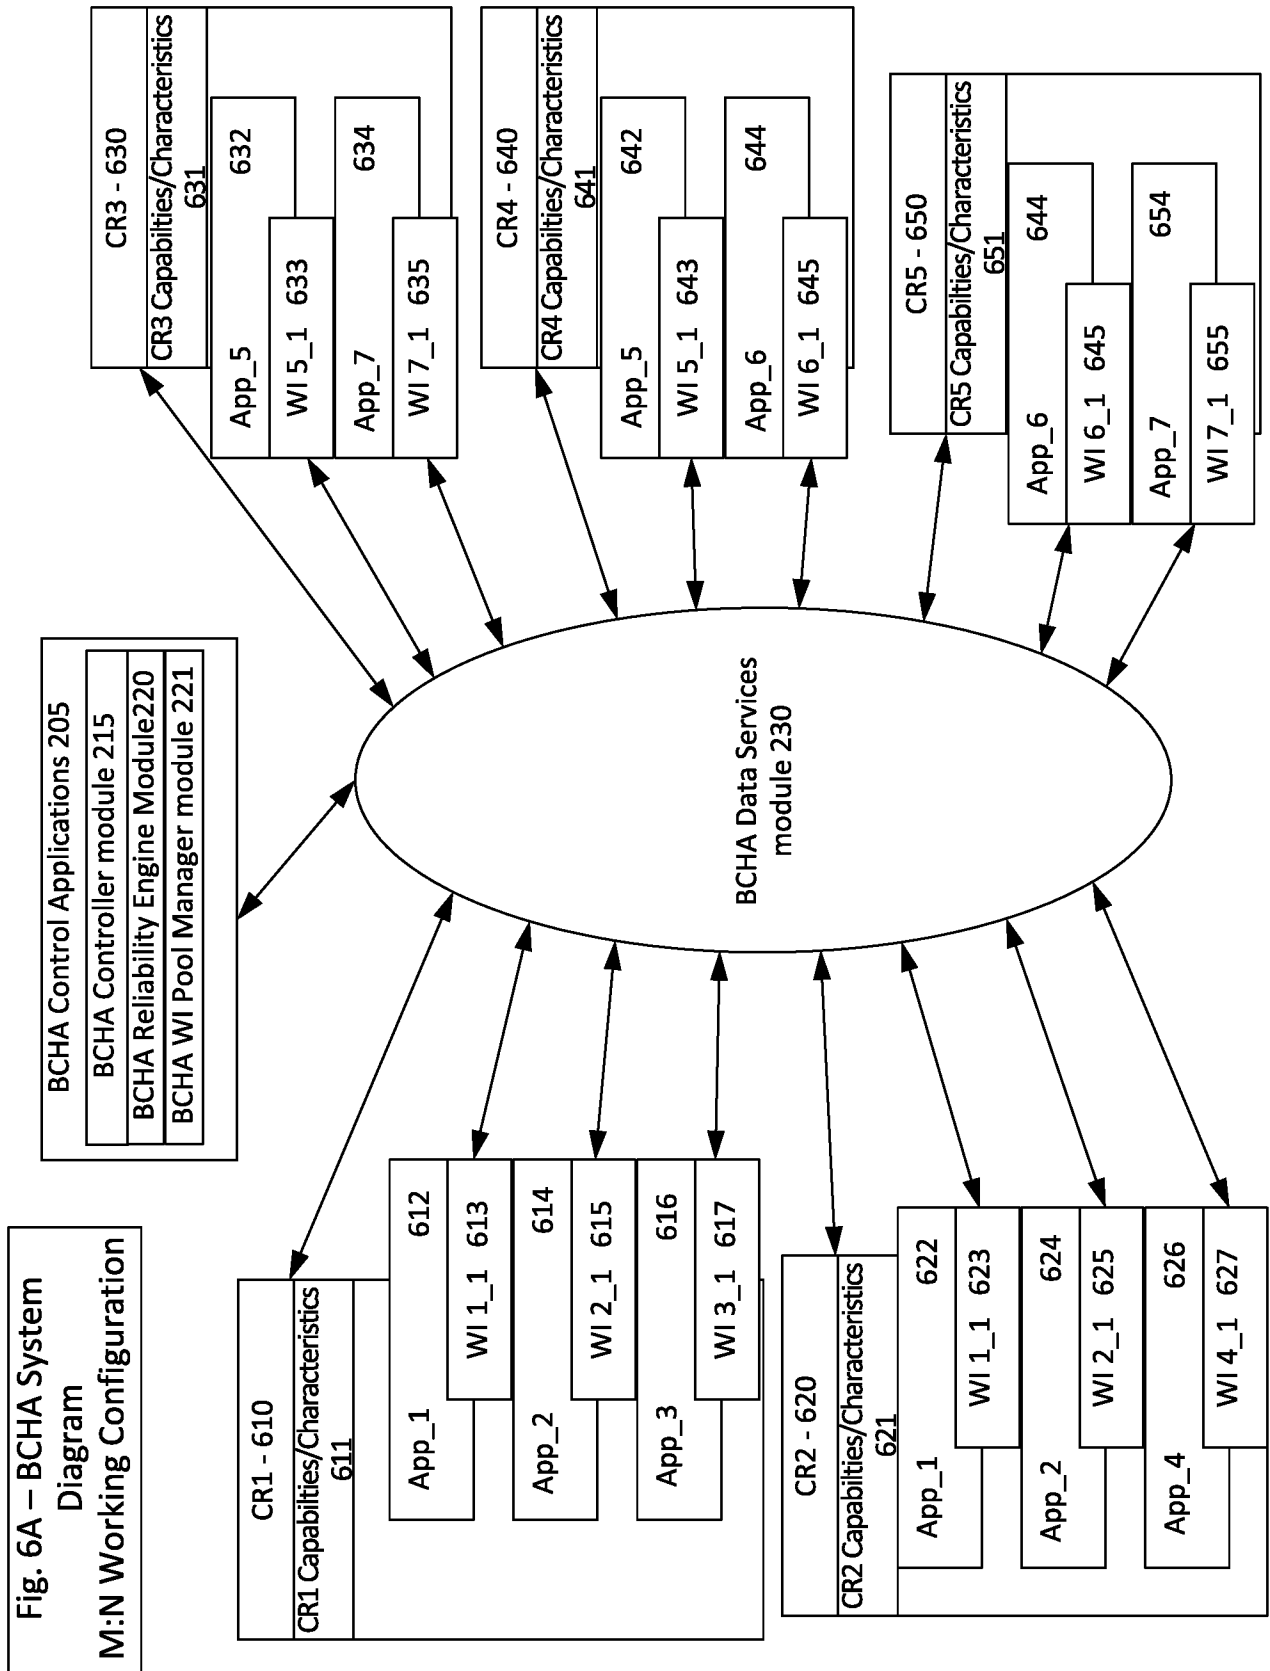 Fig. 6A – BCHA System
Diagram
M:N Working Configuration
BCHA Control Applications 205
BCHA Controller module 215
BCHA Reliability Engine Module220
BCHA WI Pool Manager module 221
BCHA Data Services
module 230
CR1 - 610
CR1 Capabilties/Characteristics
611
App_1 612
WI 1_1 613
App_2 614
WI 2_1 615
App_3 616
WI 3_1 617
CR2 - 620
CR2 Capabilties/Characteristics
621
App_1 622
WI 1_1 623
App_2 624
WI 2_1 625
App_4 626
WI 4_1 627
CR3 - 630
CR3 Capabilties/Characteristics
631
App_5 632
WI 5_1 633
App_7 634
WI 7_1 635
CR4 - 640
CR4 Capabilties/Characteristics
641
App_5 642
WI 5_1 643
App_6 644
WI 6_1 645
CR5 - 650
CR5 Capabilties/Characteristics
651
App_6 644
WI 6_1 645
App_7 654
WI 7_1 655